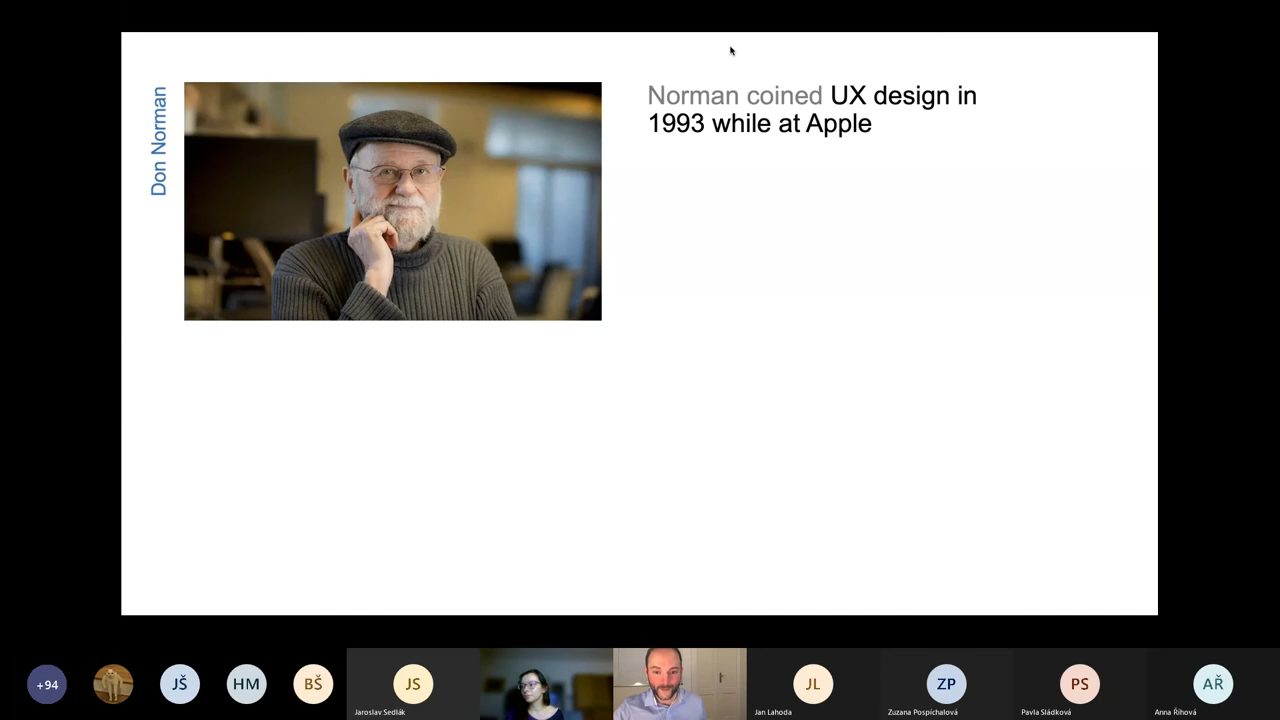 Don Norman
Norman coined UX design in
1993 while at Apple
+94
JŠ
HM
BŠ
JS
Jaroslav Sedlák
JL
Jan Lahoda
ZP
Zuzana Pospíchalová
PS
Pavla Sládková
AŘ
Anna Říhová